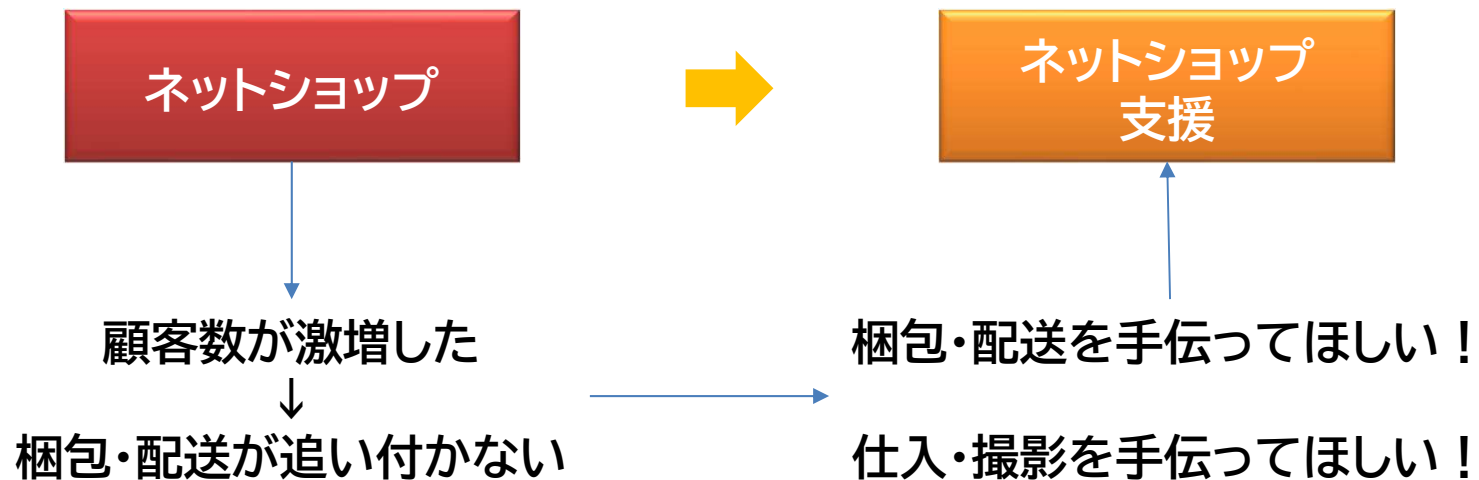 ネットショップ
ネットショップ
支援
顧客数が激増した
↓
梱包・配送が追い付かない
梱包・配送を手伝ってほしい！
仕入・撮影を手伝ってほしい！